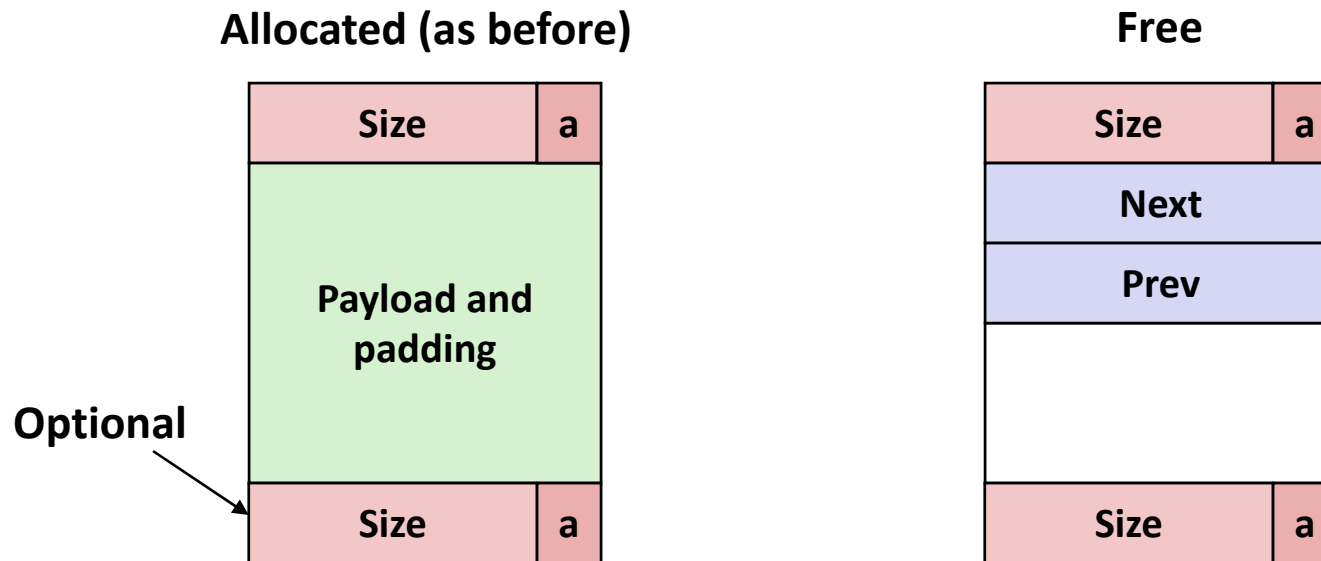 Allocated (as before)
Size a
Payload and
padding
Optional
Size a
Free
Size a
Next
Prev
Size a